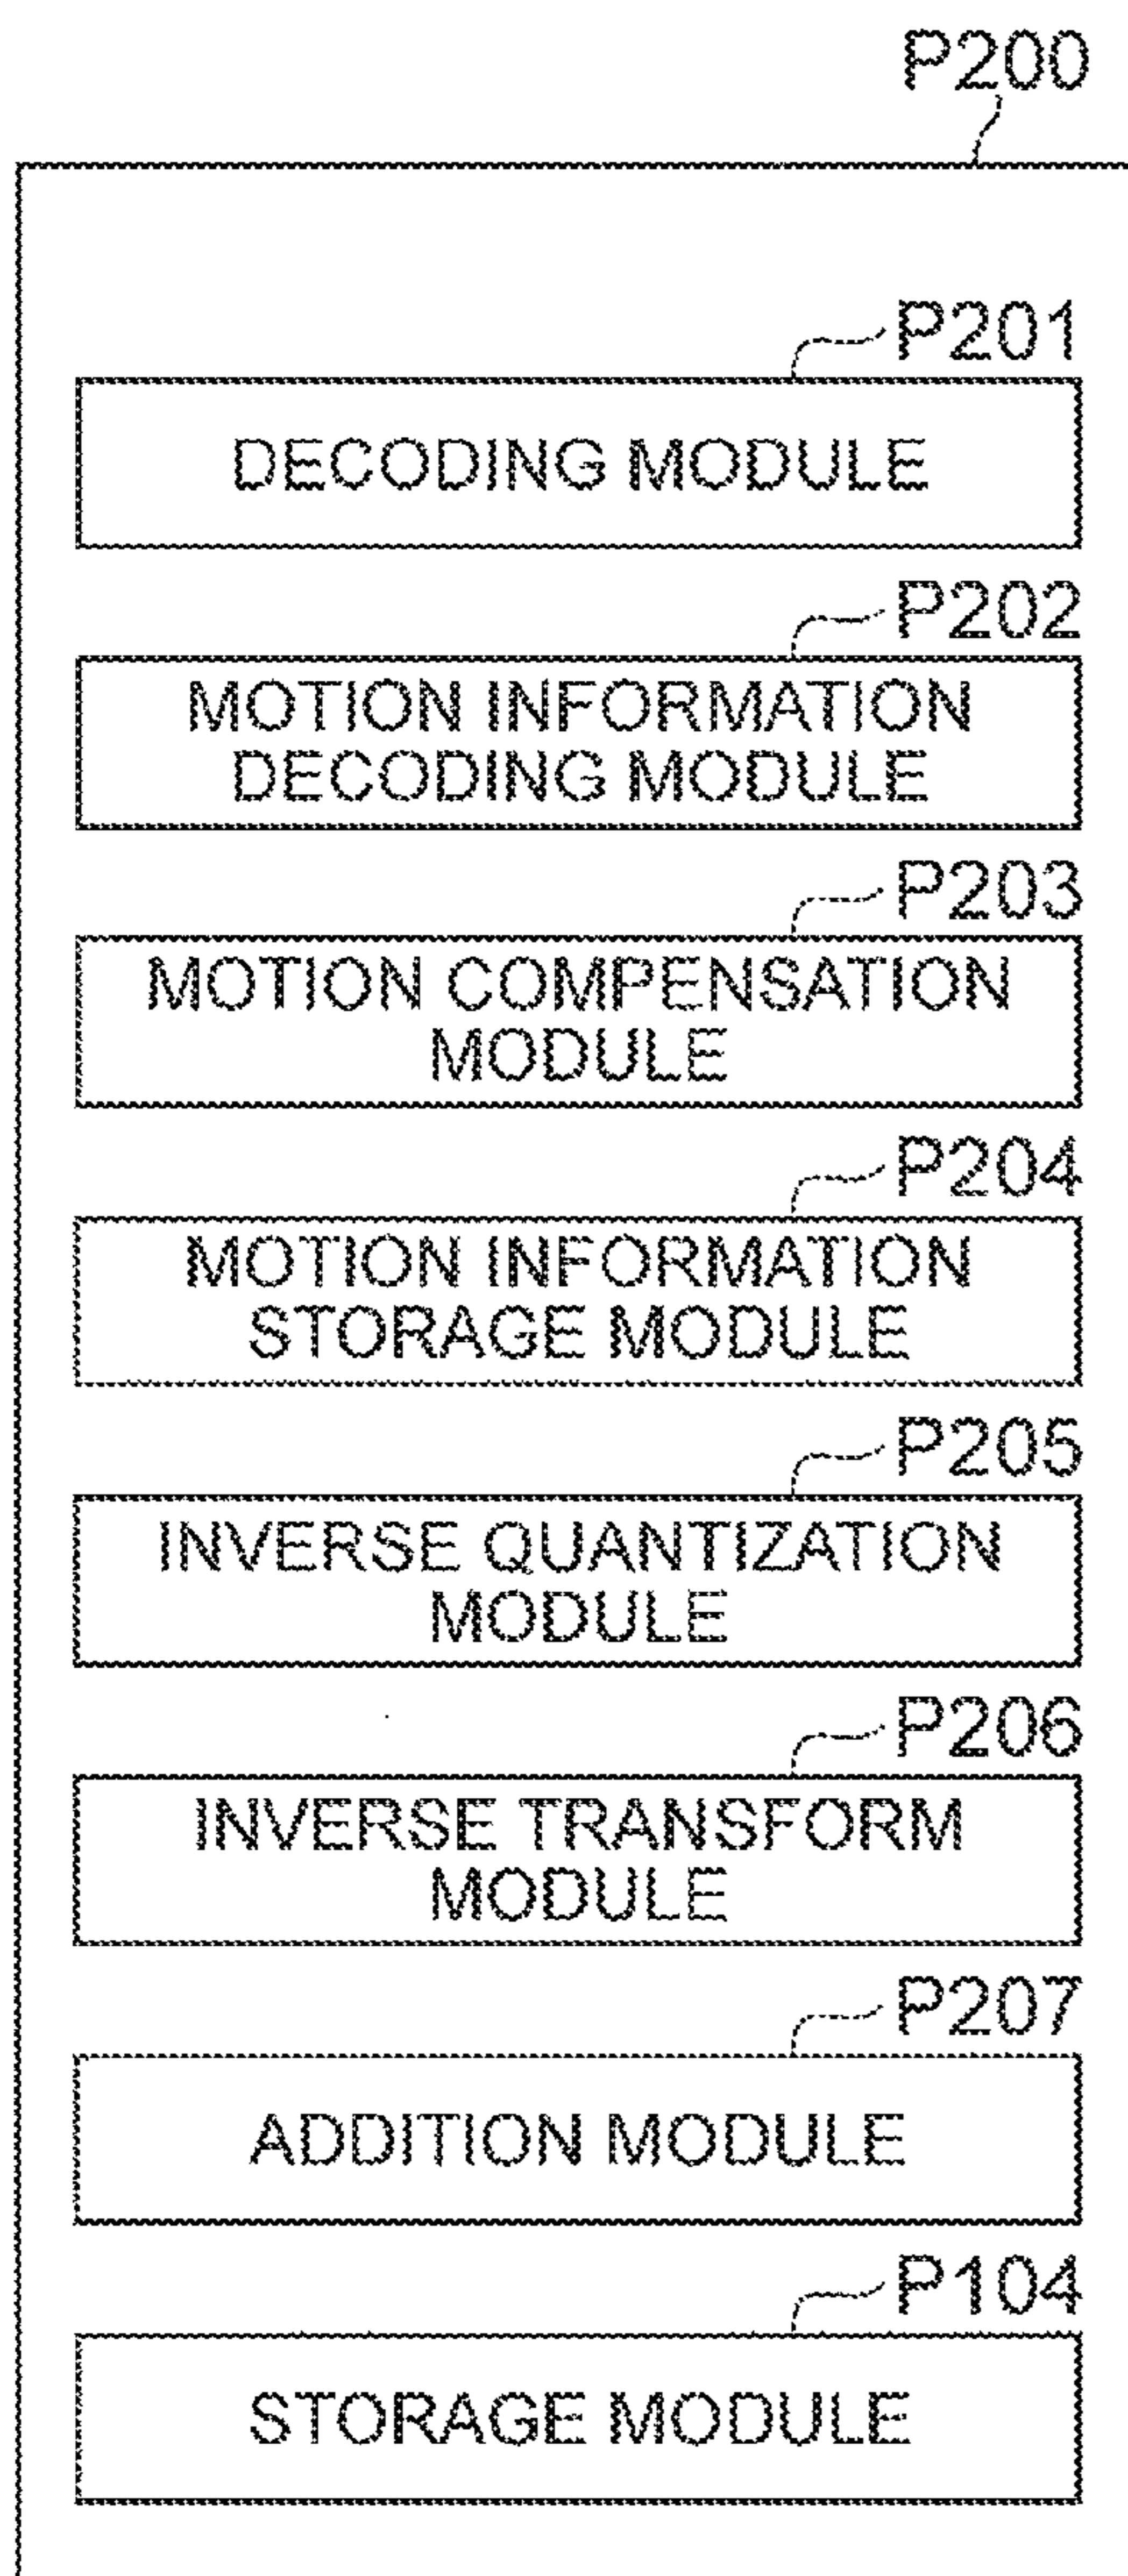 P200
P201
DECODING MODULE
P202
MOTION INFORMATION
DECODING MODULE
P203
MOTION COMPENSATION
MODULE
P204
MOTION INFORMATION
STORAGE MODULE
P205
INVERSE QUANTIZATION
MODULE
P206
INVERSE TRANSFORM
MODULE
P207
ADDITION MODULE
P104
STORAGE MODULE